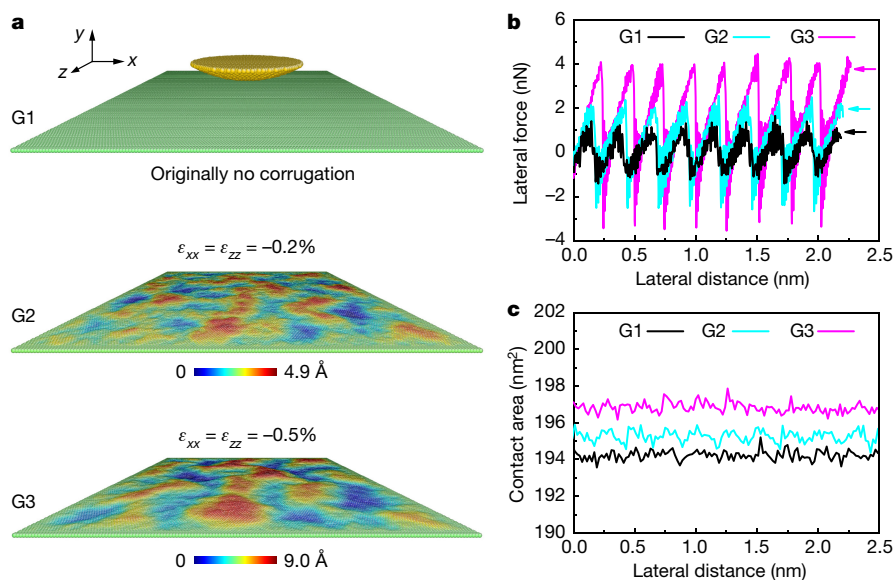 a
y
z
x
G1
Originally no corrugation
εxx = εzz = −0.2%
G2
0 4.9 Å
εxx = εzz = −0.5%
G3
0 9.0 Å
b
G1 G2 G3
6
4
2
0
−2
−4
Lateral force (nN)
0.0 0.5 1.0 1.5 2.0 2.5
Lateral distance (nm)
c
G1 G2 G3
202
200
198
196
194
192
190
Contact area (nm²)
0.0 0.5 1.0 1.5 2.0 2.5
Lateral distance (nm)